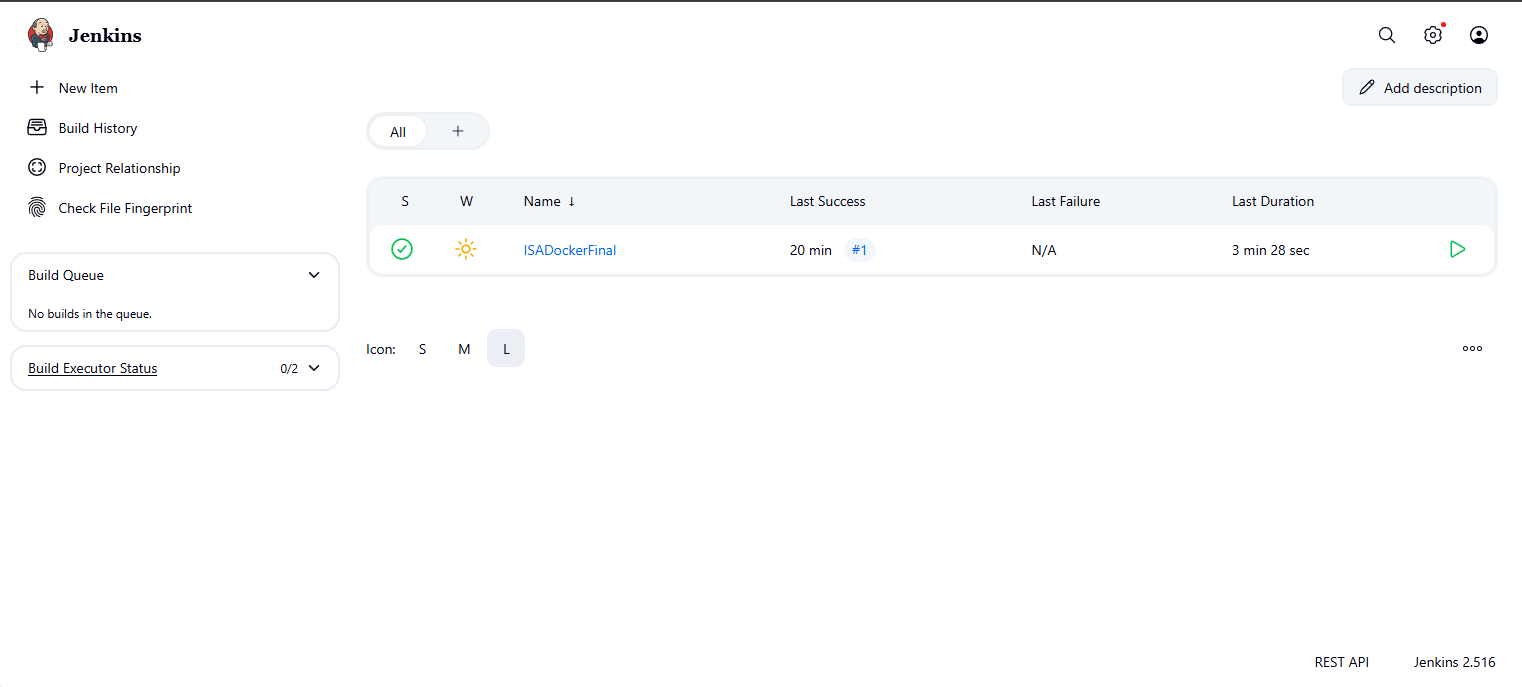 Jenkins
New Item
Build History
Project Relationship
Check File Fingerprint
Build Queue
No builds in the queue.
Build Executor Status 0/2
Add description
All +
S W Name ↓ Last Success Last Failure Last Duration
ISADockerFinal 20 min #1 N/A 3 min 28 sec
Icon: S M L
REST API Jenkins 2.516